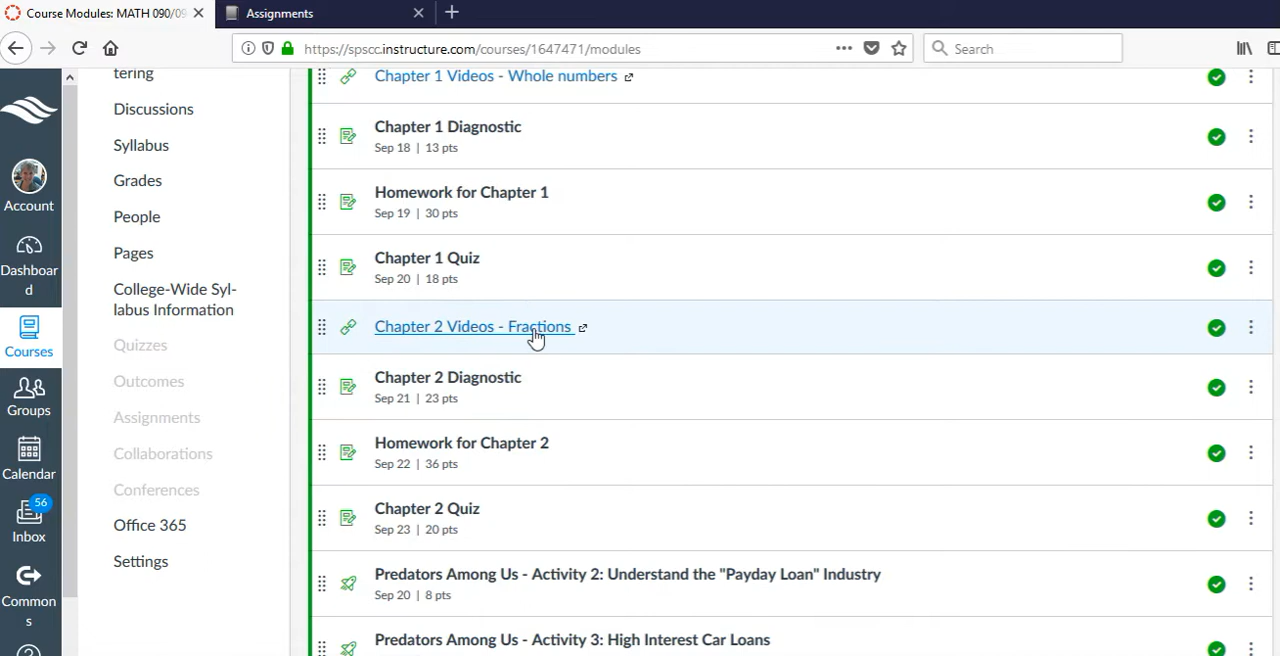 Course Modules: MATH 090/09
Assignments
https://spscc.instructure.com/courses/1647471/modules
Search
Account
Dashboar
d
Courses
Groups
Calendar
56
Inbox
Common
s
tering
Discussions
Syllabus
Grades
People
Pages
College-Wide Syl-
labus Information
Quizzes
Outcomes
Assignments
Collaborations
Conferences
Office 365
Settings
Chapter 1 Videos - Whole numbers
Chapter 1 Diagnostic
Sep 18 | 13 pts
Homework for Chapter 1
Sep 19 | 30 pts
Chapter 1 Quiz
Sep 20 | 18 pts
Chapter 2 Videos - Fractions
Chapter 2 Diagnostic
Sep 21 | 23 pts
Homework for Chapter 2
Sep 22 | 36 pts
Chapter 2 Quiz
Sep 23 | 20 pts
Predators Among Us - Activity 2: Understand the "Payday Loan" Industry
Sep 20 | 8 pts
Predators Among Us - Activity 3: High Interest Car Loans